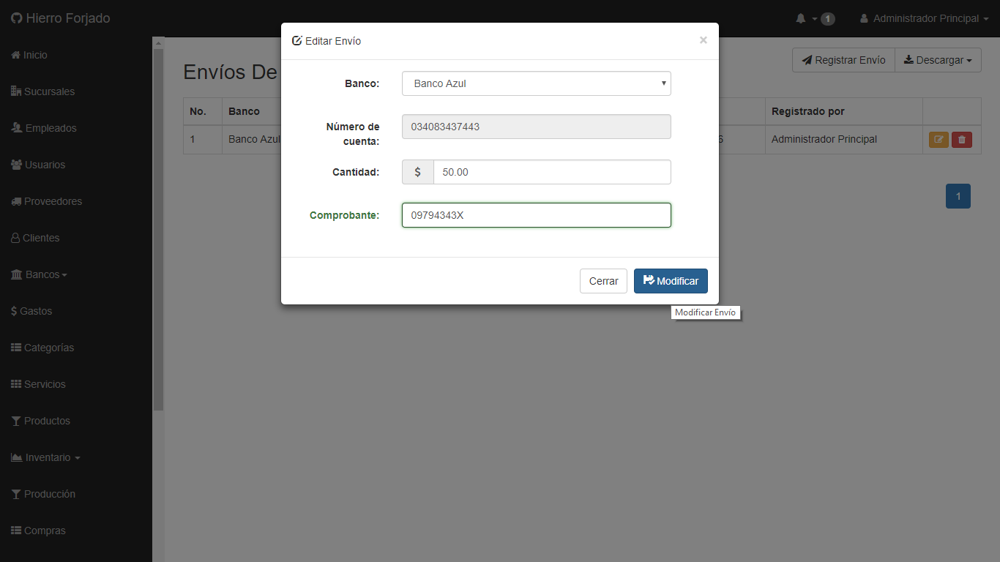 Hierro Forjado
1
Administrador Principal
Inicio
Sucursales
Empleados
Usuarios
Proveedores
Clientes
Bancos
Gastos
Categorías
Servicios
Productos
Inventario
Producción
Compras
Envíos De
Registrar Envío
Descargar
No.
Banco
Registrado por
1
Banco Azul
6
Administrador Principal
1
Editar Envío
×
Banco:
Banco Azul
Número de
cuenta:
034083437443
Cantidad:
$
50.00
Comprobante:
09794343X
Cerrar
Modificar
Modificar Envío